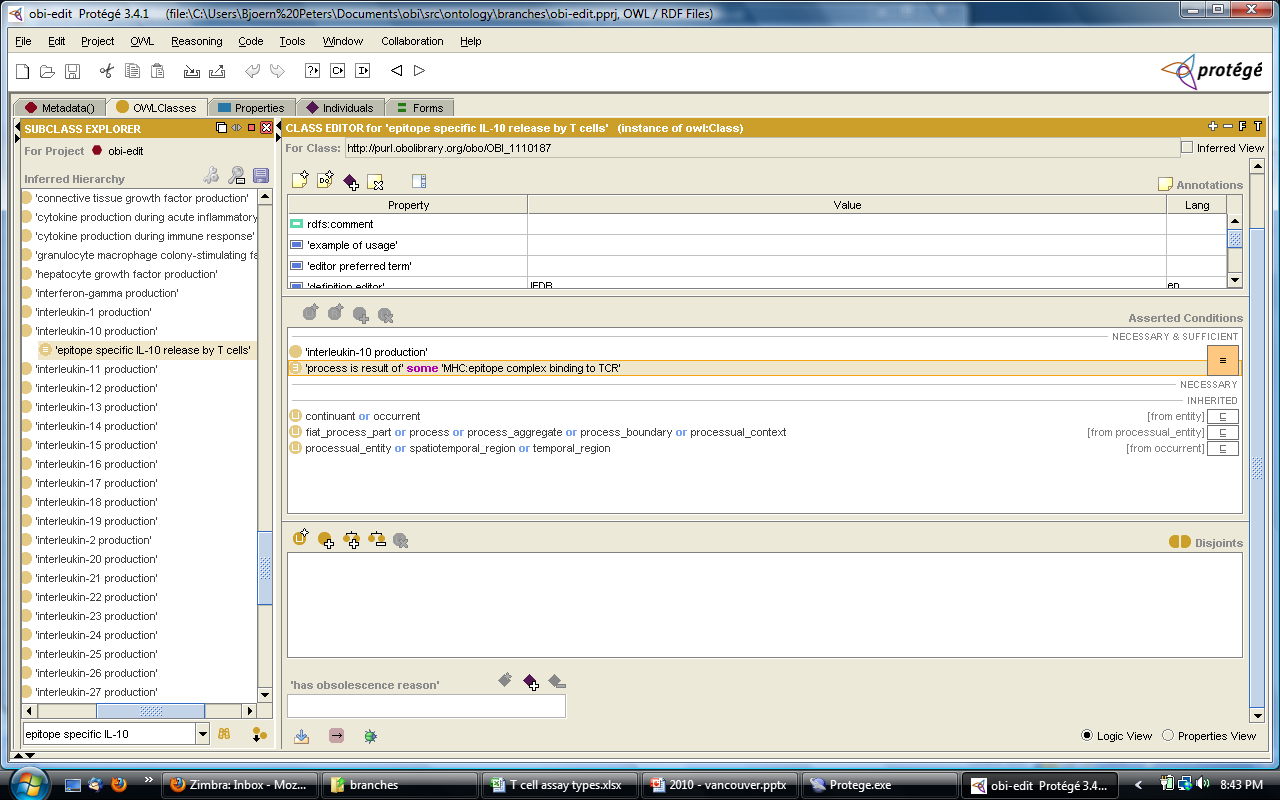 obi-edit Protégé 3.4.1 (file:\C:\Users\Bjoern%20Peters\Documents\obi\src\ontology\branches\obi-edit.pprj, OWL / RDF Files)
File Edit Project OWL Reasoning Code Tools Window Collaboration Help
protégé
Metadata() OWLClasses Properties Individuals Forms
SUBCLASS EXPLORER
For Project obi-edit
Inferred Hierarchy
'connective tissue growth factor production'
'cytokine production during acute inflammatory
'cytokine production during immune response'
'granulocyte macrophage colony-stimulating fa
'hepatocyte growth factor production'
'interferon-gamma production'
'interleukin-1 production'
'interleukin-10 production'
'epitope specific IL-10 release by T cells'
'interleukin-11 production'
'interleukin-12 production'
'interleukin-13 production'
'interleukin-14 production'
'interleukin-15 production'
'interleukin-16 production'
'interleukin-17 production'
'interleukin-18 production'
'interleukin-19 production'
'interleukin-2 production'
'interleukin-20 production'
'interleukin-21 production'
'interleukin-22 production'
'interleukin-23 production'
'interleukin-24 production'
'interleukin-25 production'
'interleukin-26 production'
'interleukin-27 production'
epitope specific IL-10
CLASS EDITOR for 'epitope specific IL-10 release by T cells' (instance of owl:Class)
F T
For Class: http://purl.obolibrary.org/obo/OBI_1110187 Inferred View
Annotations
Property Value Lang
rdfs:comment
'example of usage'
'editor preferred term'
'definition editor' IEDB en
Asserted Conditions
NECESSARY & SUFFICIENT
'interleukin-10 production'
'process is result of' some 'MHC:epitope complex binding to TCR'
≡
NECESSARY
INHERITED
continuant or occurrent [from entity] ⊑
fiat_process_part or process or process_aggregate or process_boundary or processual_context [from processual_entity] ⊑
processual_entity or spatiotemporal_region or temporal_region [from occurrent] ⊑
Disjoints
'has obsolescence reason'
Logic View Properties View
Zimbra: Inbox - Moz... branches T cell assay types.xlsx 2010 - vancouver.pptx Protege.exe obi-edit Protégé 3.4... 8:43 PM